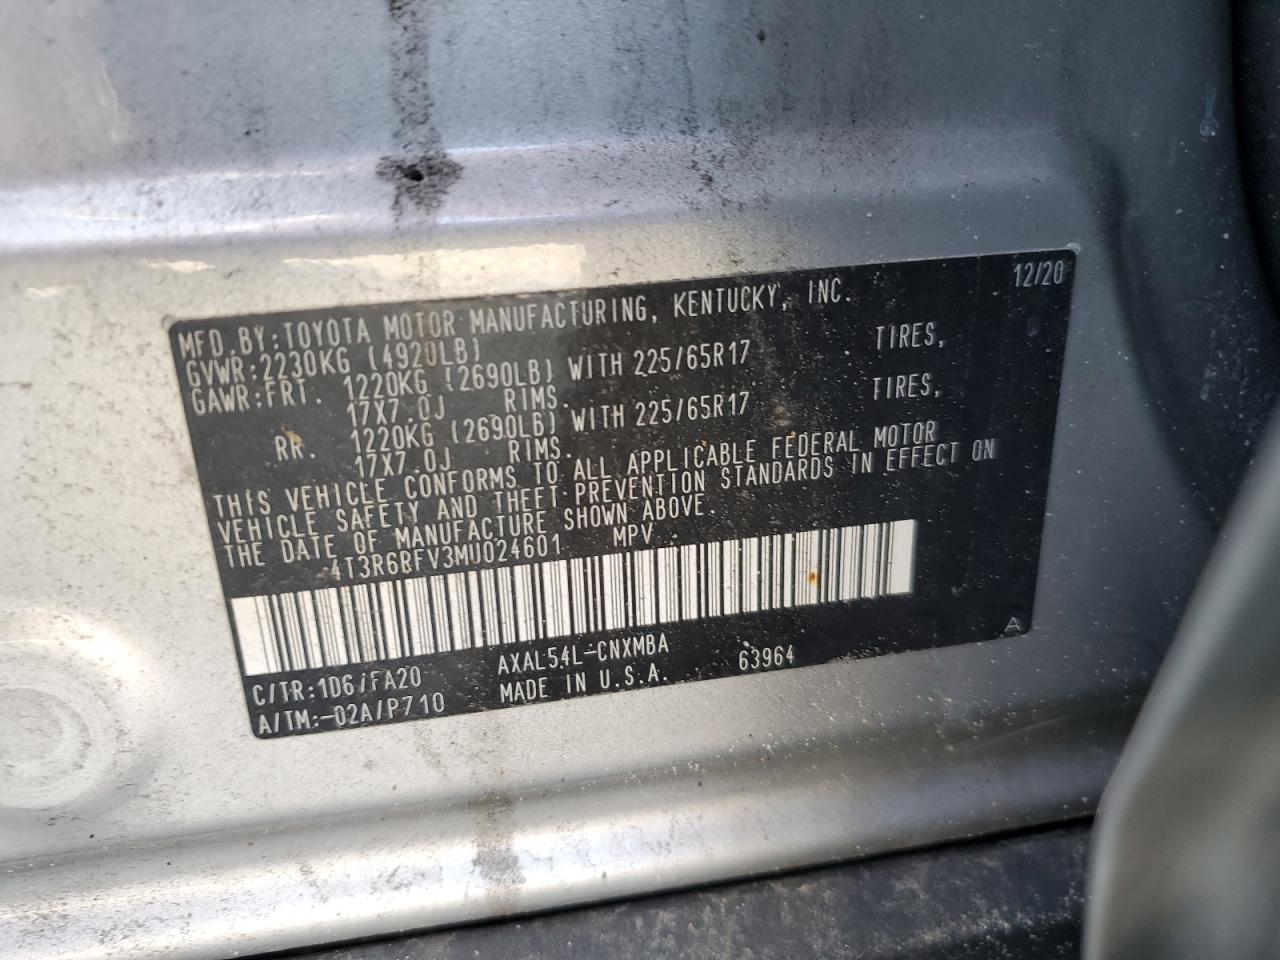 MFD. BY: TOYOTA MOTOR MANUFACTURING, KENTUCKY, INC. 12/20
GVWR: 2230KG (4920LB)
GAWR: FRT. 1220KG (2690LB) WITH 225/65R17 TIRES,
17X7.0J RIMS.
RR. 1220KG (2690LB) WITH 225/65R17 TIRES,
17X7.0J RIMS.
THIS VEHICLE CONFORMS TO ALL APPLICABLE FEDERAL MOTOR
VEHICLE SAFETY AND THEFT PREVENTION STANDARDS IN EFFECT ON
THE DATE OF MANUFACTURE SHOWN ABOVE.
4T3R6BFV3MU024601 MPV
C/TR: 1D6/FA20 AXAL54L-CNXMBA 63964 A
A/TM: -02A/P710 MADE IN U.S.A.